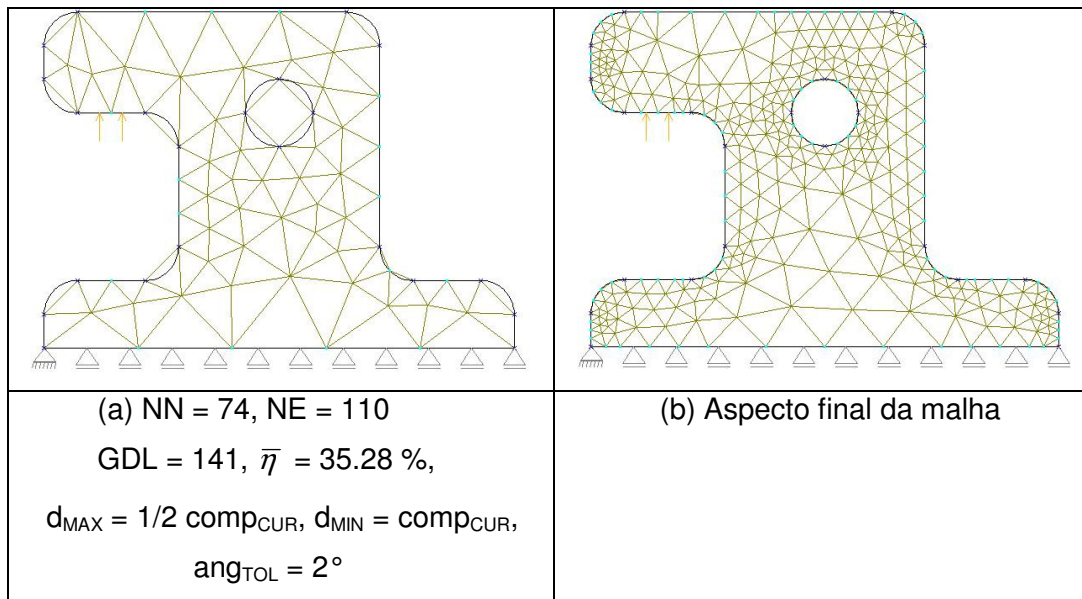 (a) NN = 74, NE = 110
GDL = 141, η̅ = 35.28 %,
dMAX = 1/2 compCUR, dMIN = compCUR,
angTOL = 2°
(b) Aspecto final da malha